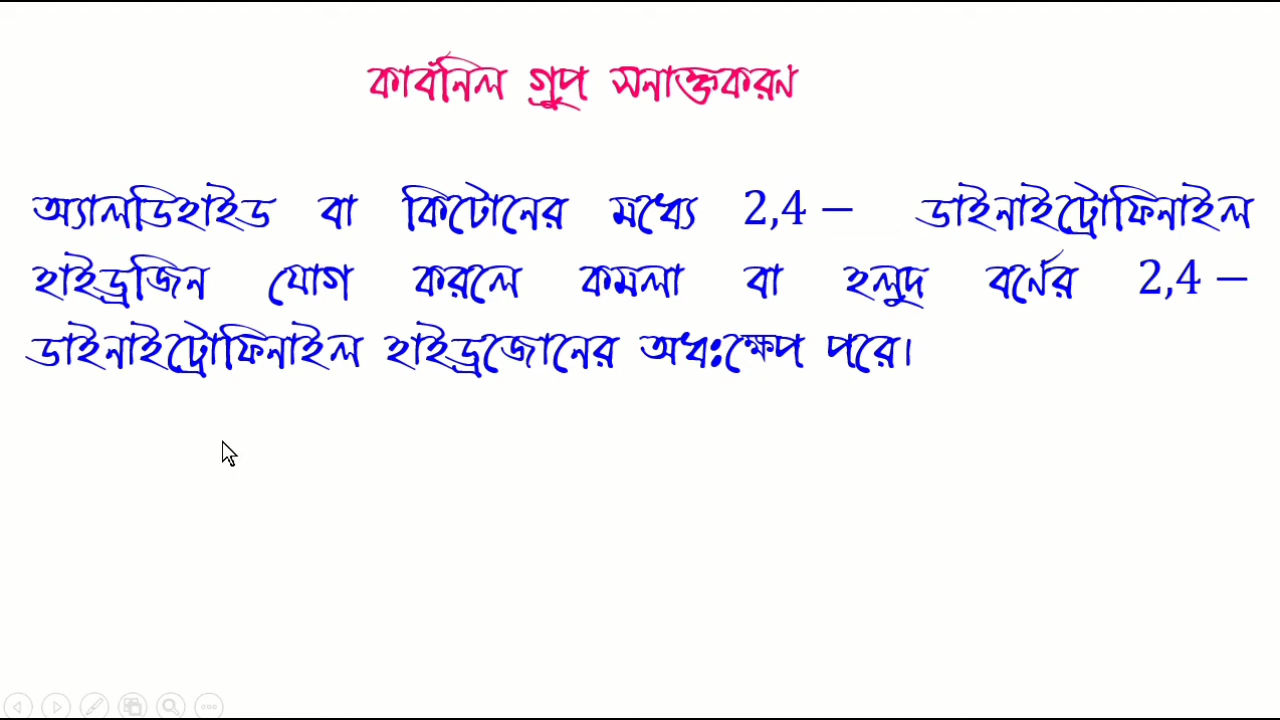 কার্বনিল গ্রুপ সনাক্তকরণ
অ্যালডিহাইড বা কিটোনের মধ্যে 2,4 − ডাইনাইট্রোফিনাইল
হাইড্রজিন যোগ করলে কমলা বা হলুদ বর্ণের 2,4 −
ডাইনাইট্রোফিনাইল হাইড্রজোনের অধঃক্ষেপ পরে।